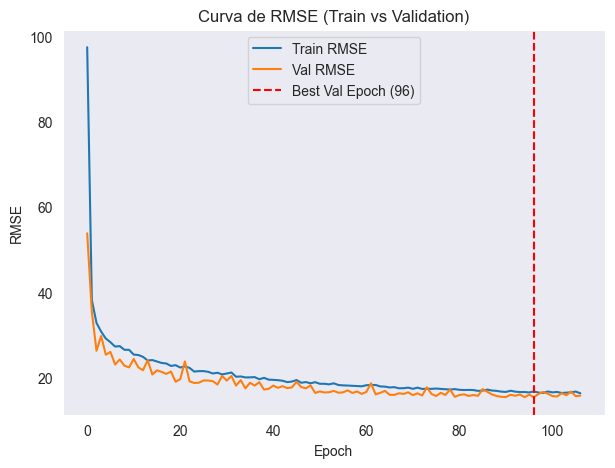 Curva de RMSE (Train vs Validation)
Train RMSE
Val RMSE
Best Val Epoch (96)
RMSE
100
80
60
40
20
0
20
40
60
80
100
Epoch